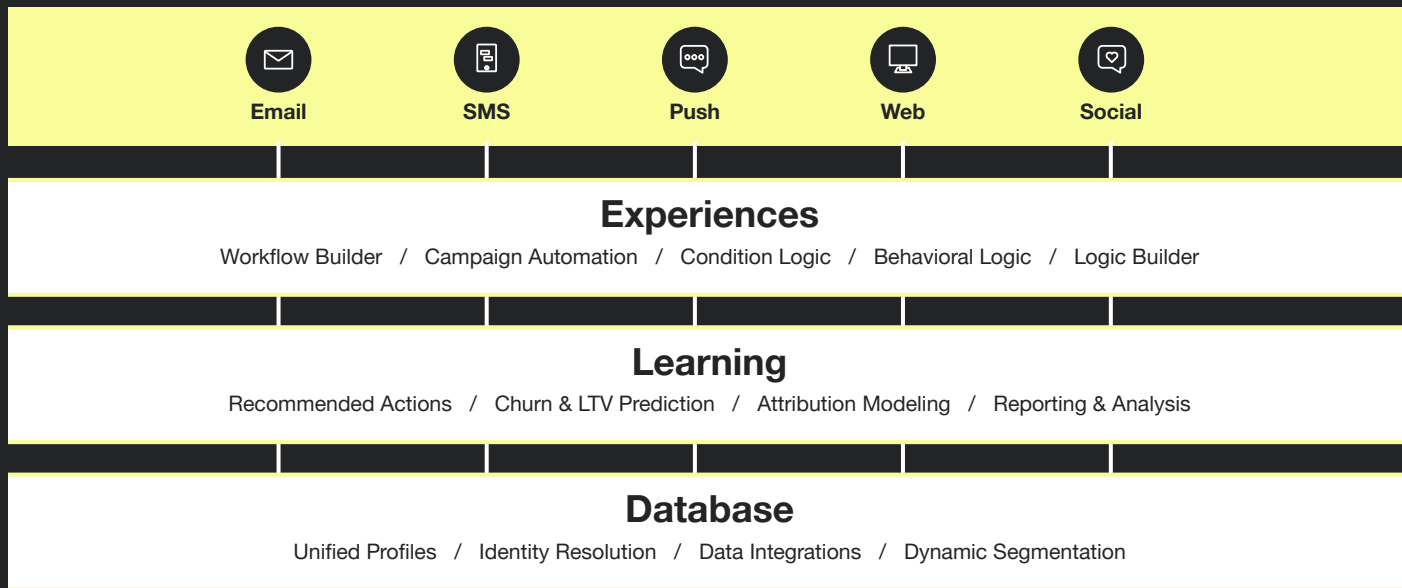 Email SMS Push Web Social
Experiences
Workflow Builder / Campaign Automation / Condition Logic / Behavioral Logic / Logic Builder
Learning
Recommended Actions / Churn & LTV Prediction / Attribution Modeling / Reporting & Analysis
Database
Unified Profiles / Identity Resolution / Data Integrations / Dynamic Segmentation